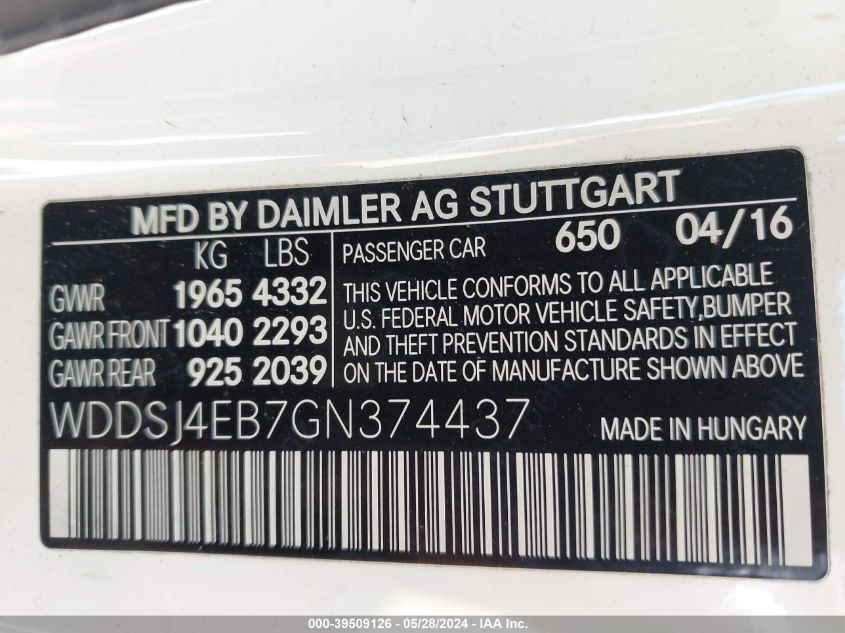 MFD BY DAIMLER AG STUTTGART
KG LBS
GVWR 1965 4332
GAWR FRONT 1040 2293
GAWR REAR 925 2039
PASSENGER CAR 650 04/16
THIS VEHICLE CONFORMS TO ALL APPLICABLE
U.S. FEDERAL MOTOR VEHICLE SAFETY,BUMPER
AND THEFT PREVENTION STANDARDS IN EFFECT
ON THE DATE OF MANUFACTURE SHOWN ABOVE
WDDSJ4EB7GN374437 MADE IN HUNGARY
000-39509126 - 05/28/2024 - IAA Inc.